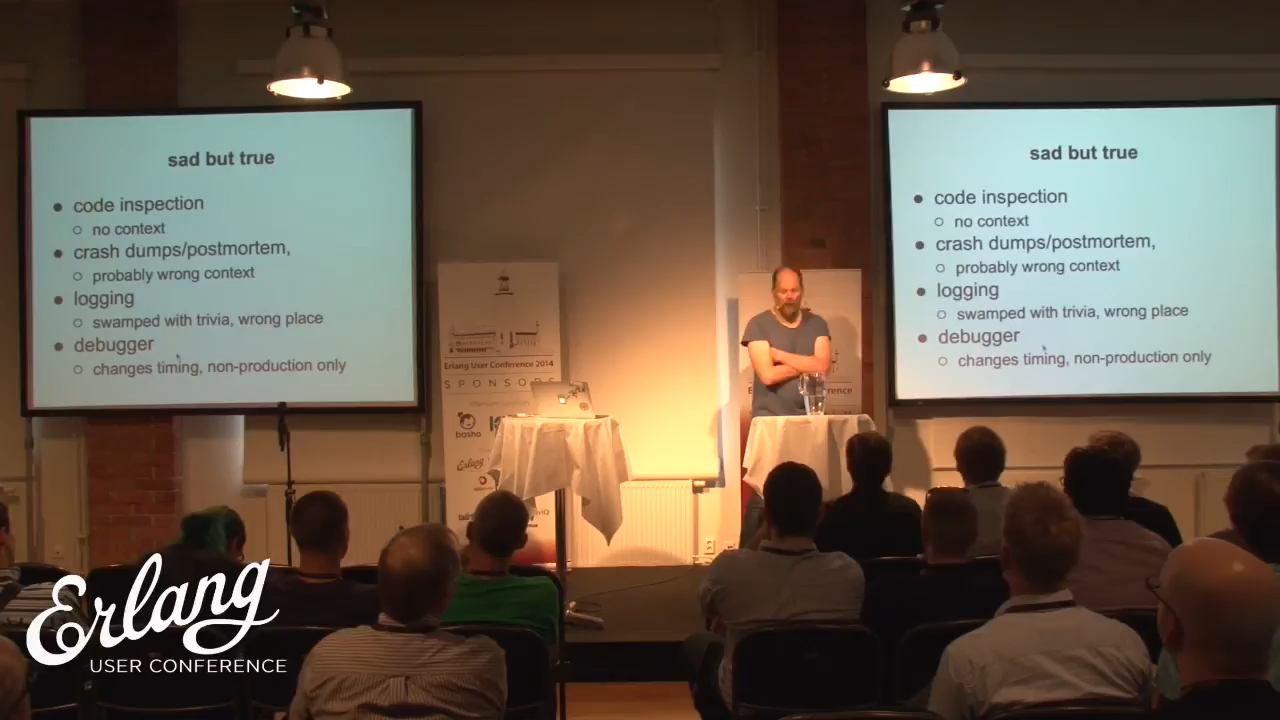 sad but true
code inspection
no context
crash dumps/postmortem,
probably wrong context
logging
swamped with trivia, wrong place
debugger
changes timing, non-production only
sad but true
code inspection
no context
crash dumps/postmortem,
probably wrong context
logging
swamped with trivia, wrong place
debugger
changes timing, non-production only
Erlang User Conference 2014
SPONSORS
basho
Erlang
Erlang
USER CONFERENCE